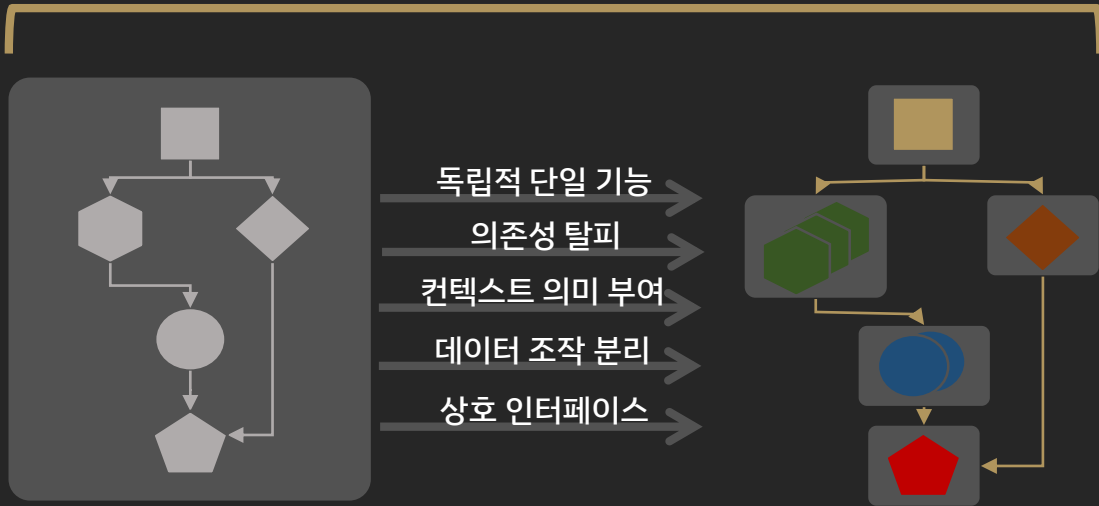 독립적 단일 기능
의존성 탈피
컨텍스트 의미 부여
데이터 조작 분리
상호 인터페이스